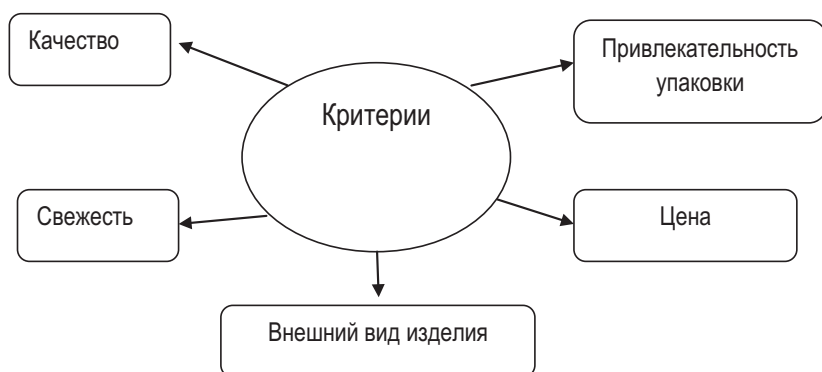 Качество
Привлекательность
упаковки
Критерии
Свежесть
Цена
Внешний вид изделия